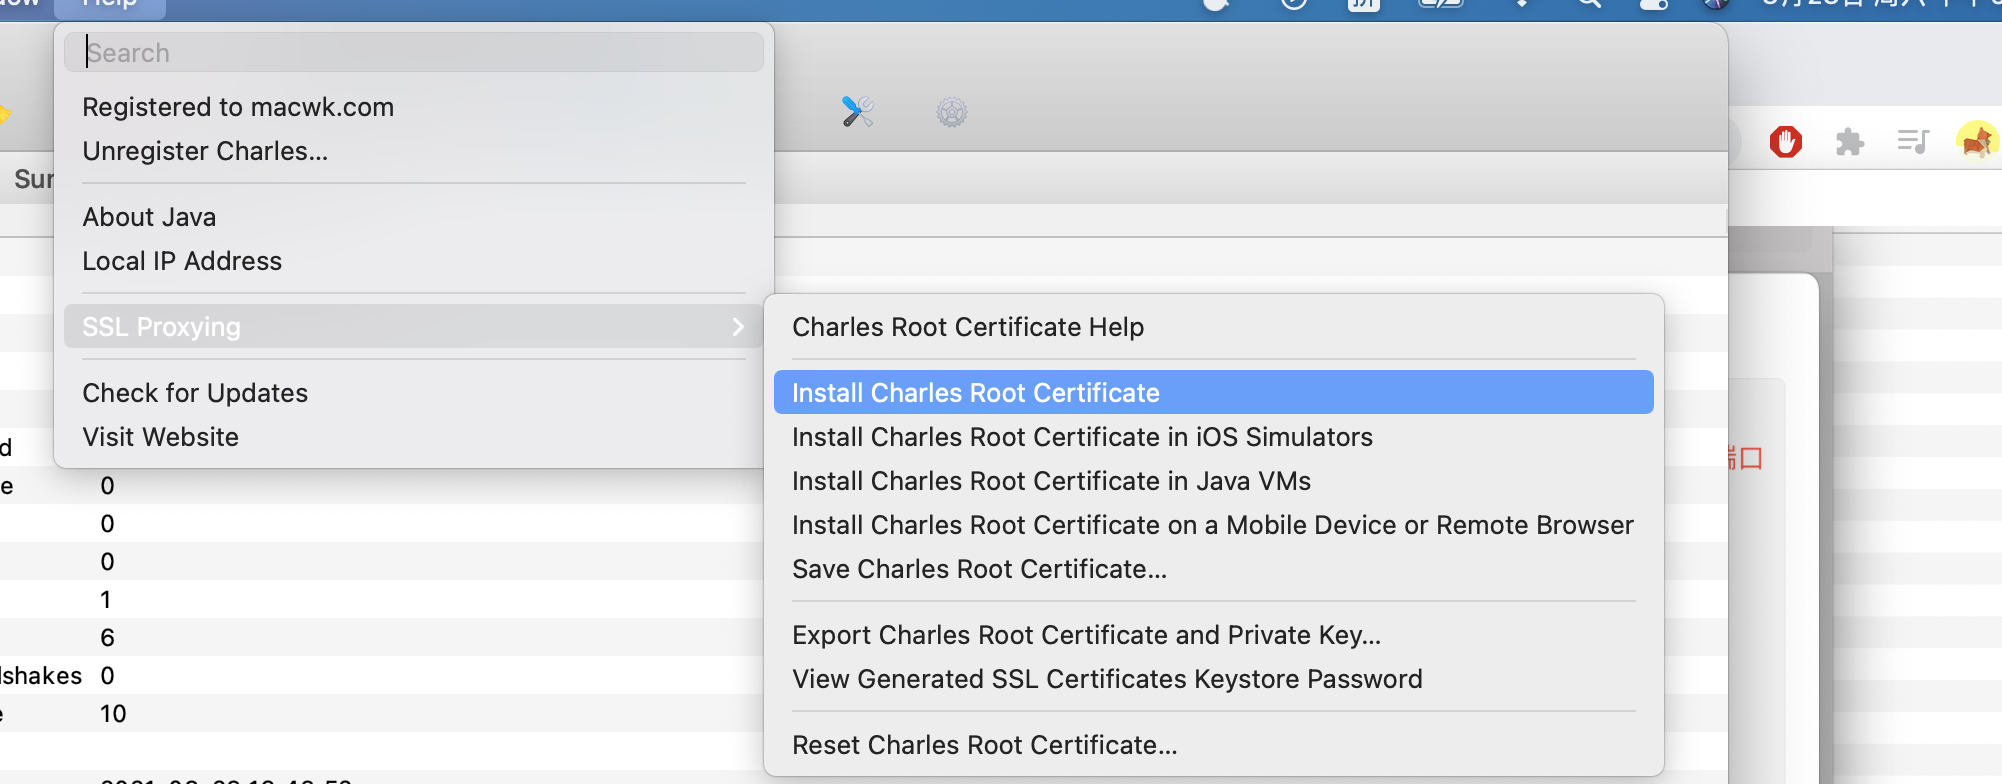 Help
Search
Registered to macwk.com
Unregister Charles...
About Java
Local IP Address
SSL Proxying
Check for Updates
Visit Website
Charles Root Certificate Help
Install Charles Root Certificate
Install Charles Root Certificate in iOS Simulators
Install Charles Root Certificate in Java VMs
Install Charles Root Certificate on a Mobile Device or Remote Browser
Save Charles Root Certificate...
Export Charles Root Certificate and Private Key...
View Generated SSL Certificates Keystore Password
Reset Charles Root Certificate...
端口
0
0
0
1
6
0
10